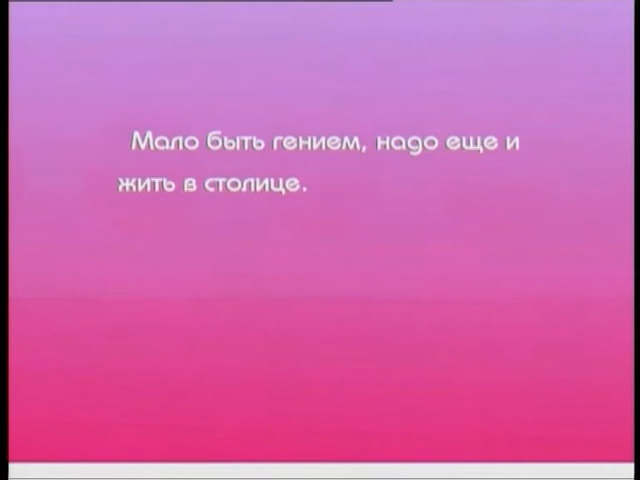 Мало быть гением, надо еще и
жить в столице.